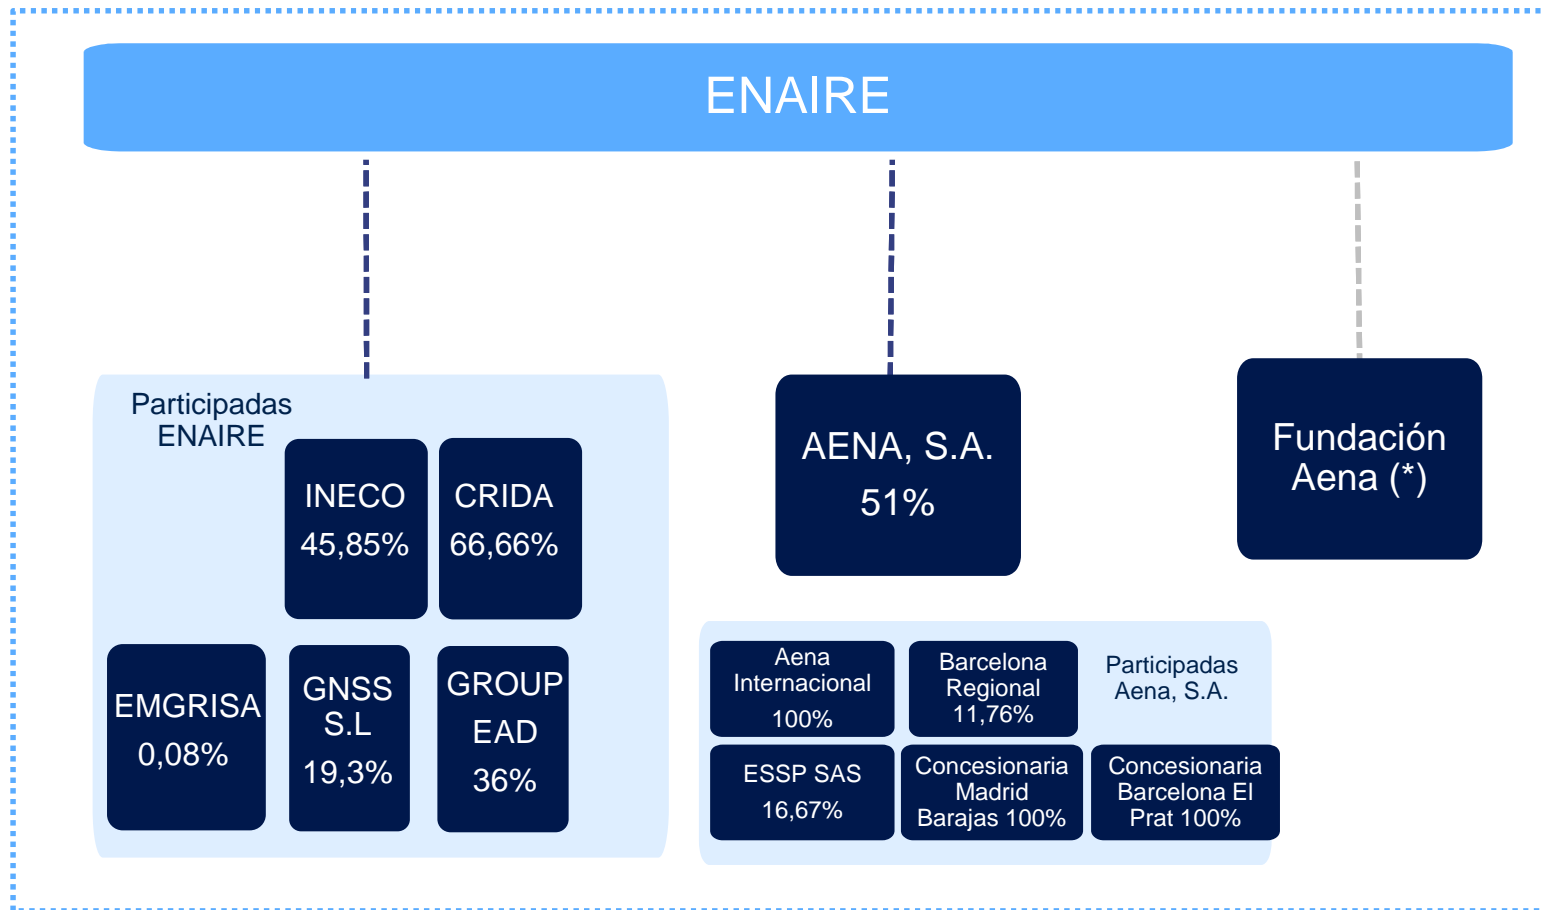 ENAIRE
Participadas
ENAIRE
INECO
45,85%
CRIDA
66,66%
EMGRISA
0,08%
GNSS
S.L
19,3%
GROUP
EAD
36%
AENA, S.A.
51%
Fundación
Aena (*)
Aena
Internacional
100%
Barcelona
Regional
11,76%
Participadas
Aena, S.A.
ESSP SAS
16,67%
Concesionaria
Madrid
Barajas 100%
Concesionaria
Barcelona El
Prat 100%